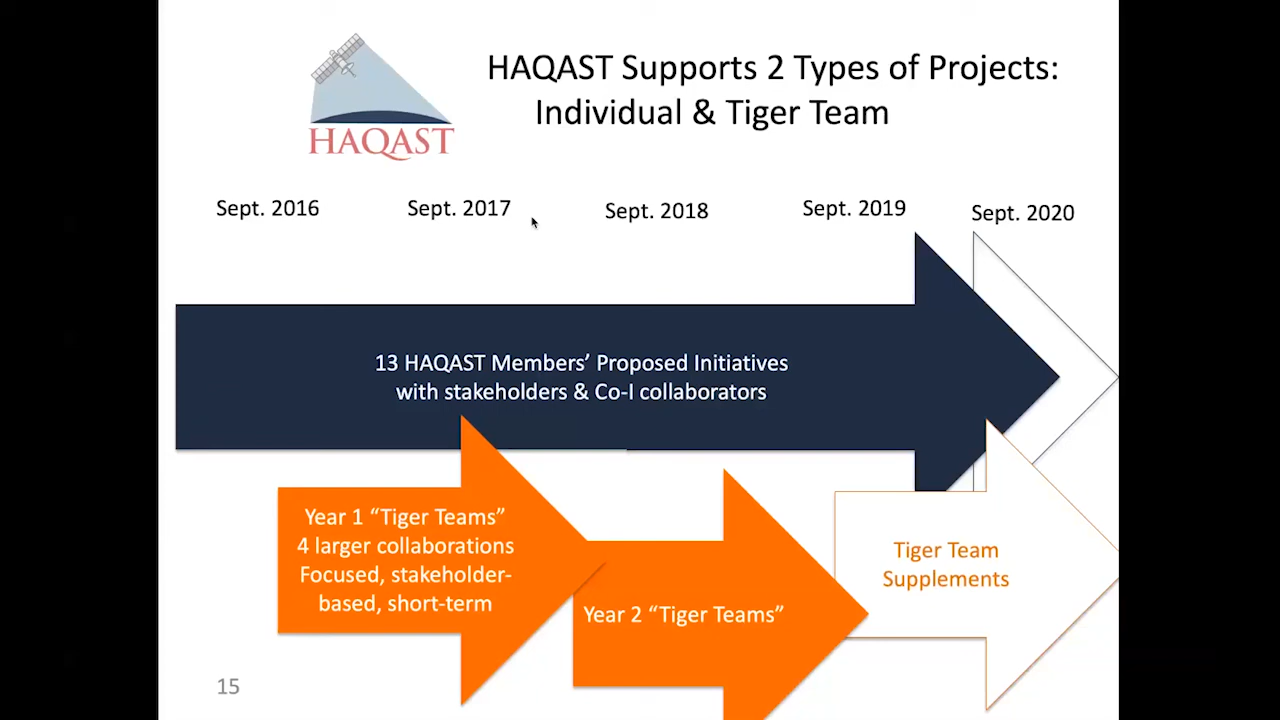 HAQAST Supports 2 Types of Projects:
Individual & Tiger Team
HAQAST
Sept. 2016
Sept. 2017
Sept. 2018
Sept. 2019
Sept. 2020
13 HAQAST Members’ Proposed Initiatives
with stakeholders & Co-I collaborators
Year 1 “Tiger Teams”
4 larger collaborations
Focused, stakeholder-
based, short-term
Year 2 “Tiger Teams”
Tiger Team
Supplements
15